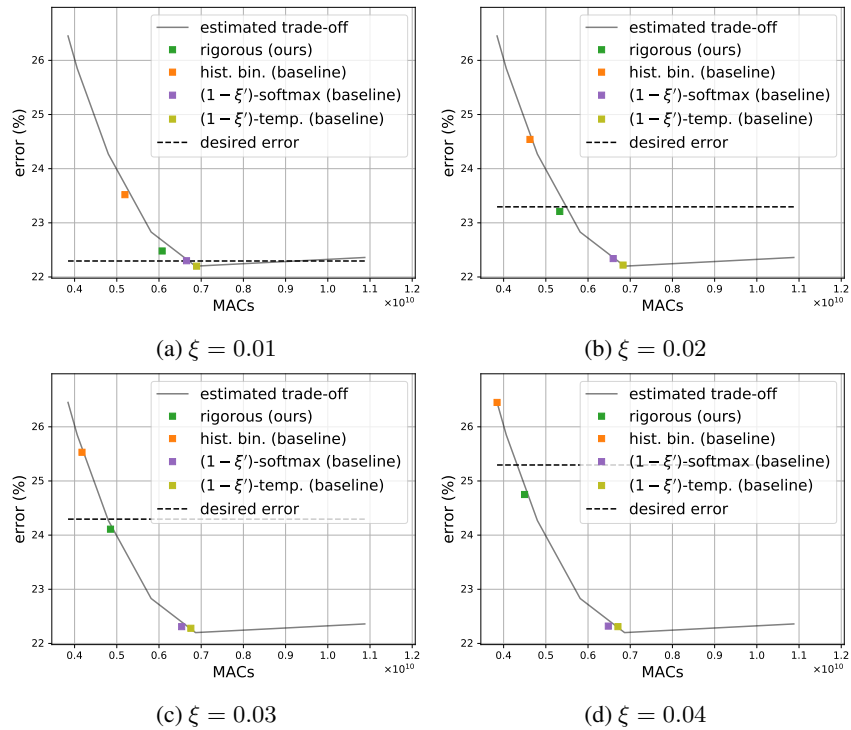 estimated trade-off
rigorous (ours)
hist. bin. (baseline)
(1 − ξ′)-softmax (baseline)
(1 − ξ′)-temp. (baseline)
desired error
error (%)
26
25
24
23
22
0.4 0.5 0.6 0.7 0.8 0.9 1.0 1.1 1.2
MACs
×10¹⁰
(a) ξ = 0.01
estimated trade-off
rigorous (ours)
hist. bin. (baseline)
(1 − ξ′)-softmax (baseline)
(1 − ξ′)-temp. (baseline)
desired error
error (%)
26
25
24
23
22
0.4 0.5 0.6 0.7 0.8 0.9 1.0 1.1 1.2
MACs
×10¹⁰
(b) ξ = 0.02
estimated trade-off
rigorous (ours)
hist. bin. (baseline)
(1 − ξ′)-softmax (baseline)
(1 − ξ′)-temp. (baseline)
desired error
error (%)
26
25
24
23
22
0.4 0.5 0.6 0.7 0.8 0.9 1.0 1.1 1.2
MACs
×10¹⁰
(c) ξ = 0.03
estimated trade-off
rigorous (ours)
hist. bin. (baseline)
(1 − ξ′)-softmax (baseline)
(1 − ξ′)-temp. (baseline)
desired error
error (%)
26
25
24
23
22
0.4 0.5 0.6 0.7 0.8 0.9 1.0 1.1 1.2
MACs
×10¹⁰
(d) ξ = 0.04